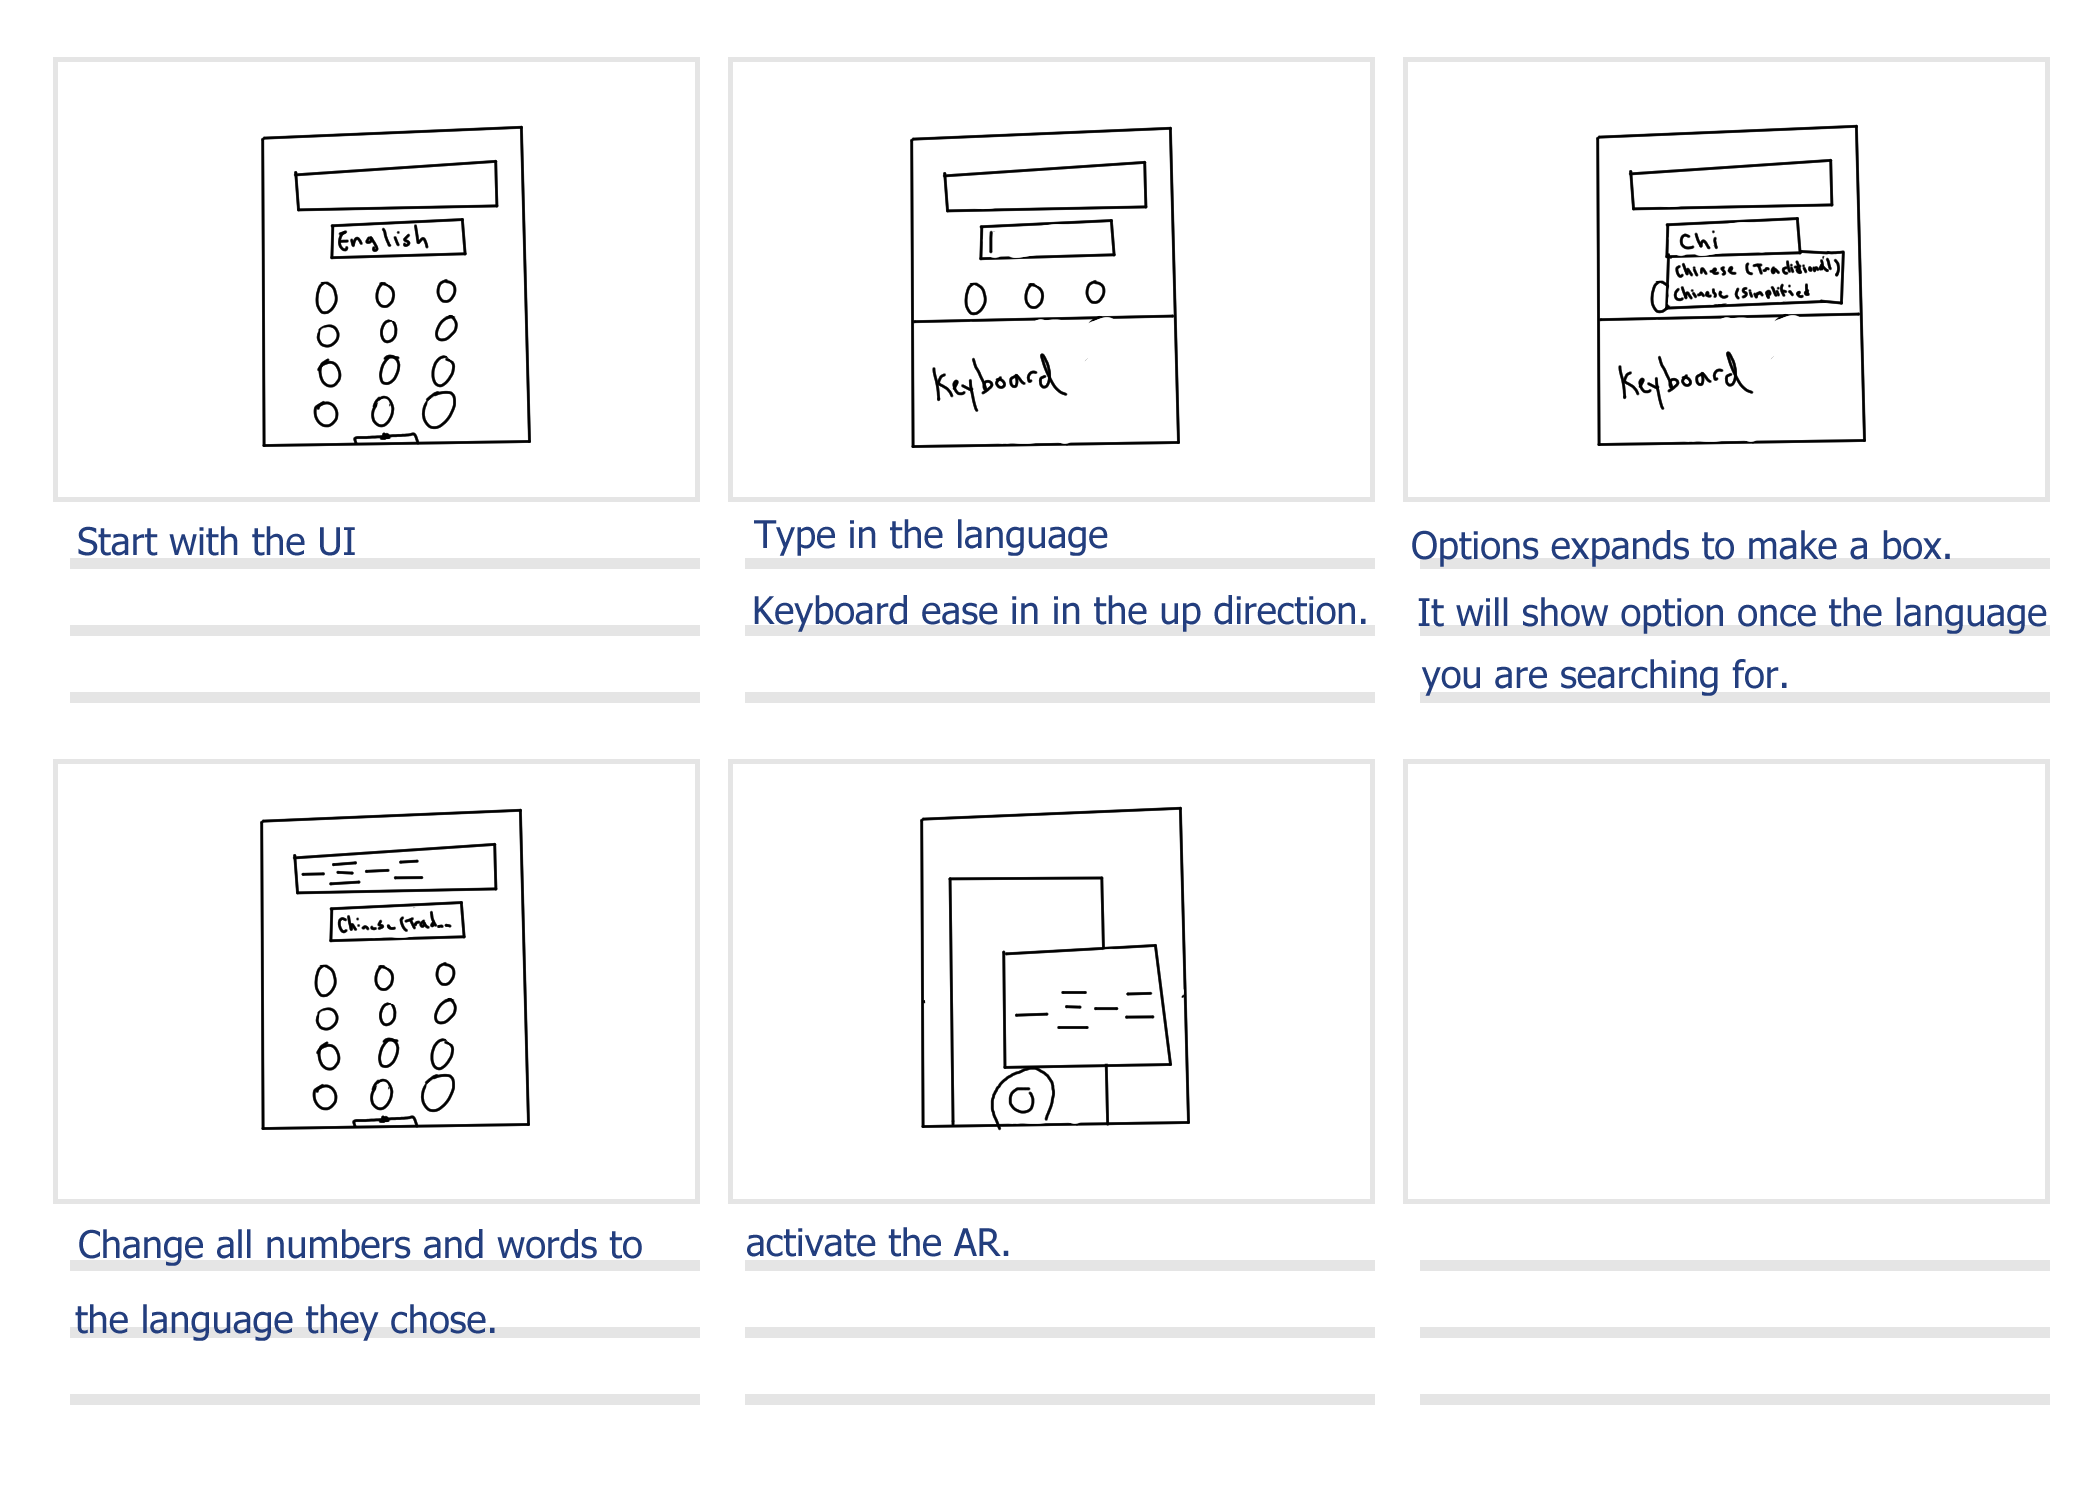 English
Start with the UI
Keyboard
Type in the language
Keyboard ease in in the up direction.
Chi
Chinese (Traditional)
Chinese (Simplified
Keyboard
Options expands to make a box.
It will show option once the language
you are searching for.
Chinese (Trad...
Change all numbers and words to
the language they chose.
activate the AR.